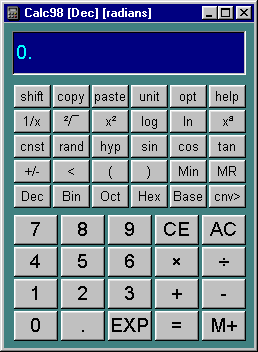 Calc98 [Dec] [radians]
0.
shift copy paste unit opt help
1/x ²/‾ x² log ln xª
cnst rand hyp sin cos tan
+/- < ( ) Min MR
Dec Bin Oct Hex Base cnv>
7 8 9 CE AC
4 5 6 × ÷
1 2 3 + -
0 . EXP = M+